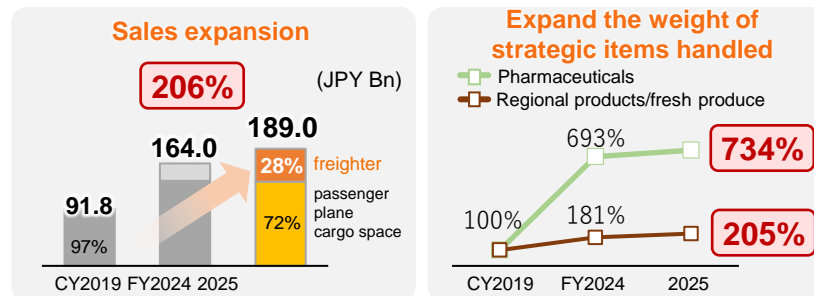 Sales expansion
206%
(JPY Bn)
189.0
164.0
28%
freighter
91.8
passenger
plane
cargo space
72%
97%
CY2019 FY2024 2025
Expand the weight of
strategic items handled
Pharmaceuticals
Regional products/fresh produce
693%
734%
100%
181%
205%
CY2019 FY2024 2025